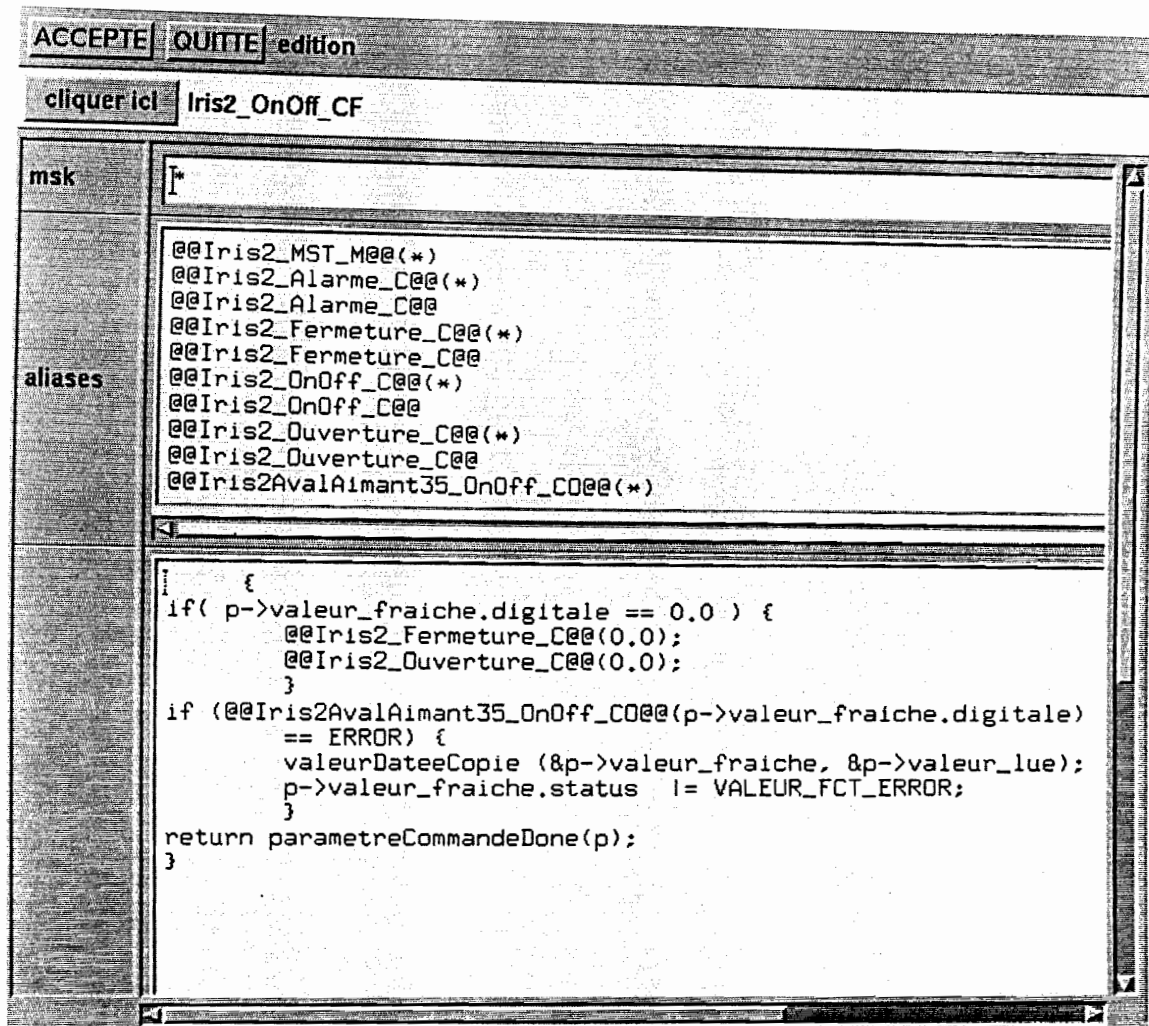 ACCEPTE QUITTE edition
cliquer ici Iris2_OnOff_CF
msk *
@@Iris2_MST_M@@(*)
@@Iris2_Alarme_C@@(*)
@@Iris2_Alarme_C@@
@@Iris2_Fermeture_C@@(*)
@@Iris2_Fermeture_C@@
aliases
@@Iris2_OnOff_C@@(*)
@@Iris2_OnOff_C@@
@@Iris2_Ouverture_C@@(*)
@@Iris2_Ouverture_C@@
@@Iris2AvalAimant35_OnOff_CO@@(*)
{
if( p->valeur_fraiche.digitale == 0.0 ) {
@@Iris2_Fermeture_C@@(0.0);
@@Iris2_Ouverture_C@@(0.0);
}
if (@@Iris2AvalAimant35_OnOff_CO@@(p->valeur_fraiche.digitale)
== ERROR) {
valeurDateeCopie (&p->valeur_fraiche, &p->valeur_lue);
p->valeur_fraiche.status |= VALEUR_FCT_ERROR;
}
return parametreCommandeDone(p);
}